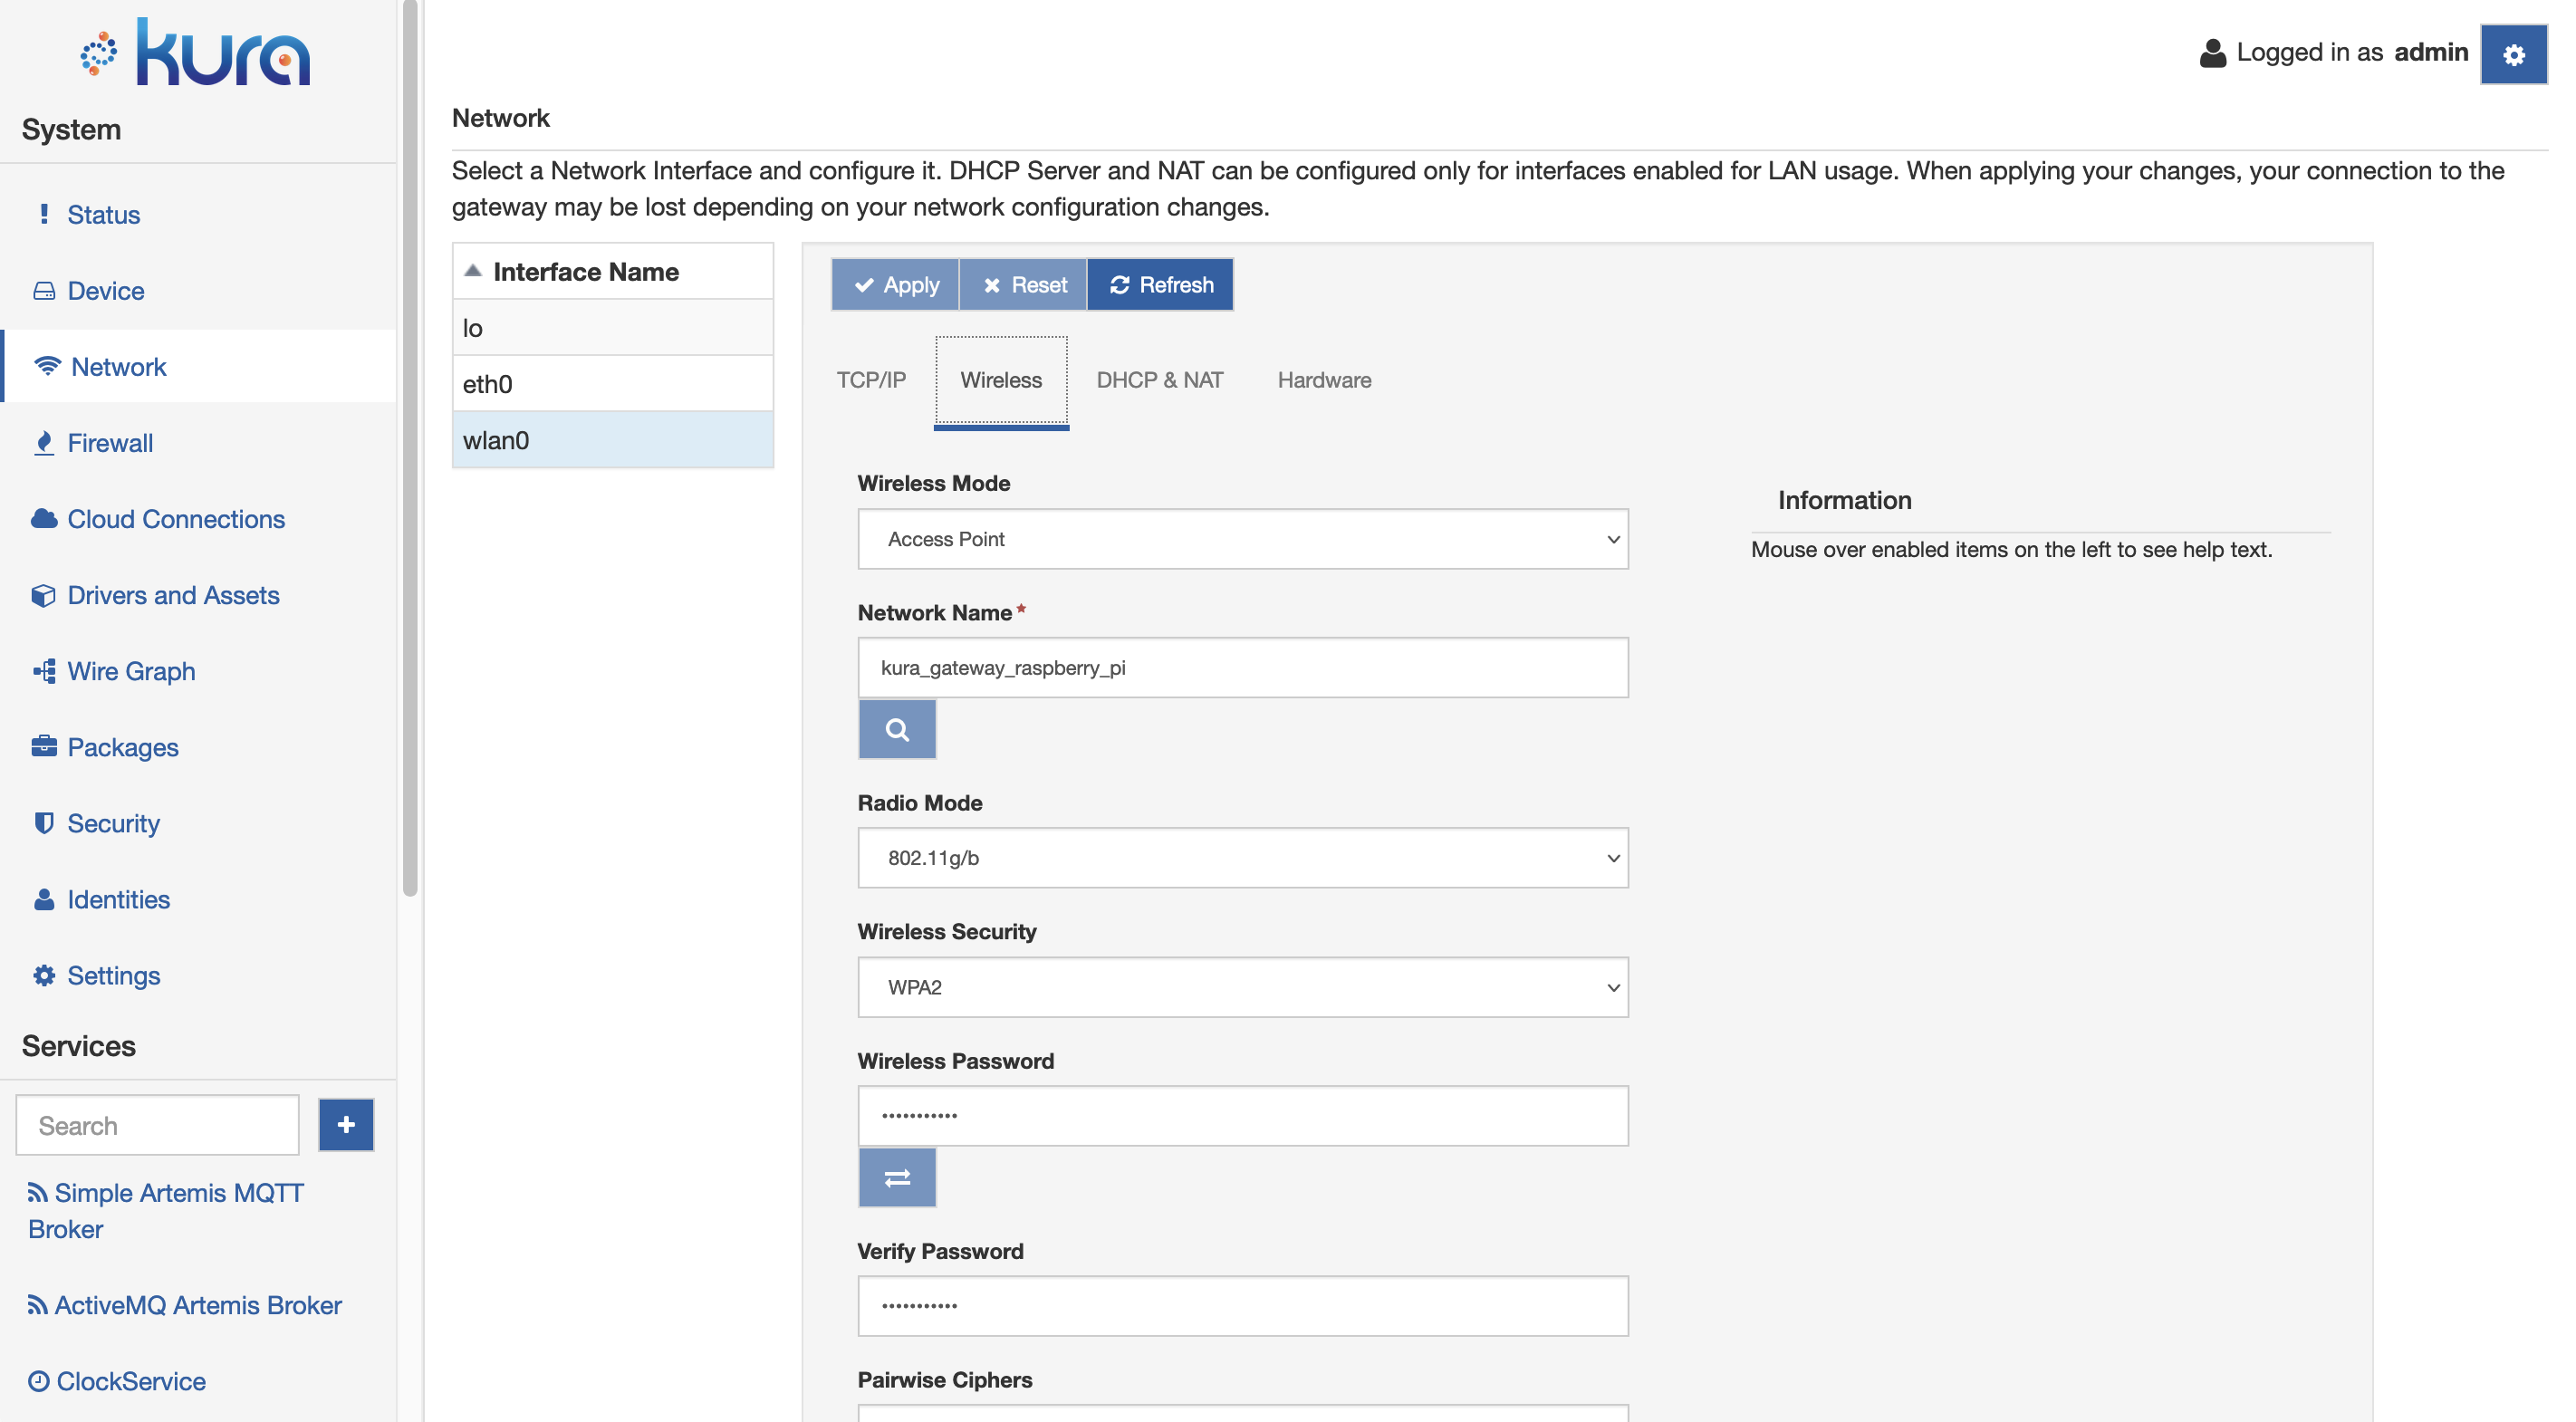 kura
Logged in as admin
System
Status
Device
Network
Firewall
Cloud Connections
Drivers and Assets
Wire Graph
Packages
Security
Identities
Settings
Services
Search
Simple Artemis MQTT
Broker
ActiveMQ Artemis Broker
ClockService
Network
Select a Network Interface and configure it. DHCP Server and NAT can be configured only for interfaces enabled for LAN usage. When applying your changes, your connection to the
gateway may be lost depending on your network configuration changes.
Interface Name
lo
eth0
wlan0
Apply Reset Refresh
TCP/IP Wireless DHCP & NAT Hardware
Wireless Mode
Access Point
Network Name*
kura_gateway_raspberry_pi
Radio Mode
802.11g/b
Wireless Security
WPA2
Wireless Password
•••••••••••
Verify Password
•••••••••••
Pairwise Ciphers
Information
Mouse over enabled items on the left to see help text.